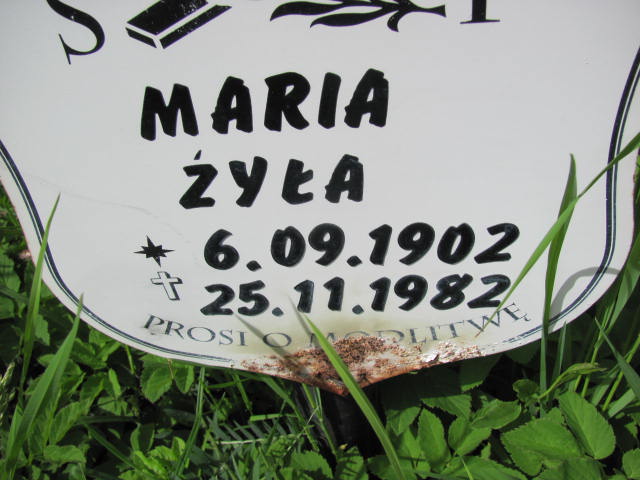 MARIA
ŻYŁA
6.09.1902
25.11.1982
PROSI O MODLITWĘ